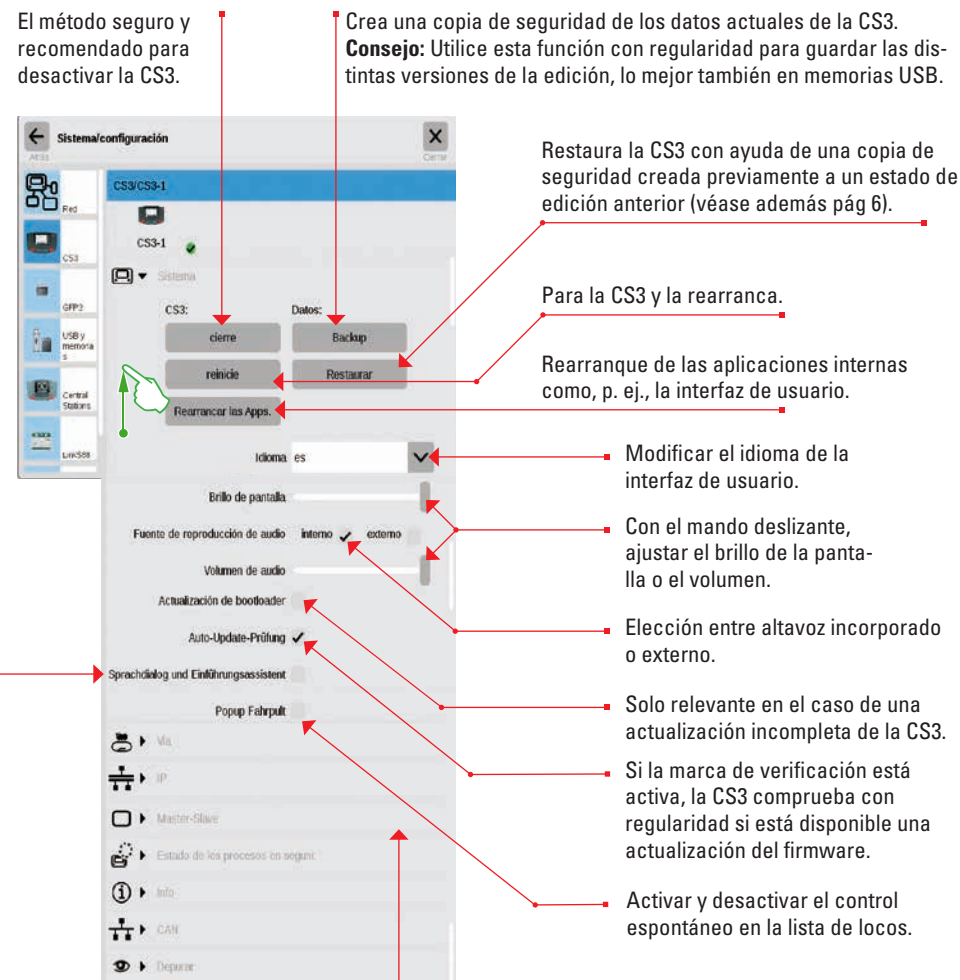 El método seguro y
recomendado para
desactivar la CS3.
Crea una copia de seguridad de los datos actuales de la CS3.
Consejo: Utilice esta función con regularidad para guardar las dis-
tintas versiones de la edición, lo mejor también en memorias USB.
Sistema/configuración
Atrás
Cerrar
Red
CS3
GFP3
USB y
memoria
s
Central
Stations
LinkS88
CS3/CS3-1
CS3-1
Sistema
CS3:
Datos:
cierre
Backup
reinicie
Restaurar
Rearrancar las Apps.
Idioma es
Brillo de pantalla
Fuente de reproducción de audio interno externo
Volumen de audio
Actualización de bootloader
Auto-Update-Prüfung
Sprachdialog und Einführungsassistent
Popup Fahrpult
Vía
IP
Master-Slave
Estado de los procesos en segunc
Info
CAN
Depurar
Restaura la CS3 con ayuda de una copia de
seguridad creada previamente a un estado de
edición anterior (véase además pág 6).
Para la CS3 y la rearranca.
Rearranque de las aplicaciones internas
como, p. ej., la interfaz de usuario.
Modificar el idioma de la
interfaz de usuario.
Con el mando deslizante,
ajustar el brillo de la panta-
lla o el volumen.
Elección entre altavoz incorporado
o externo.
Solo relevante en el caso de una
actualización incompleta de la CS3.
Si la marca de verificación está
activa, la CS3 comprueba con
regularidad si está disponible una
actualización del firmware.
Activar y desactivar el control
espontáneo en la lista de locos.